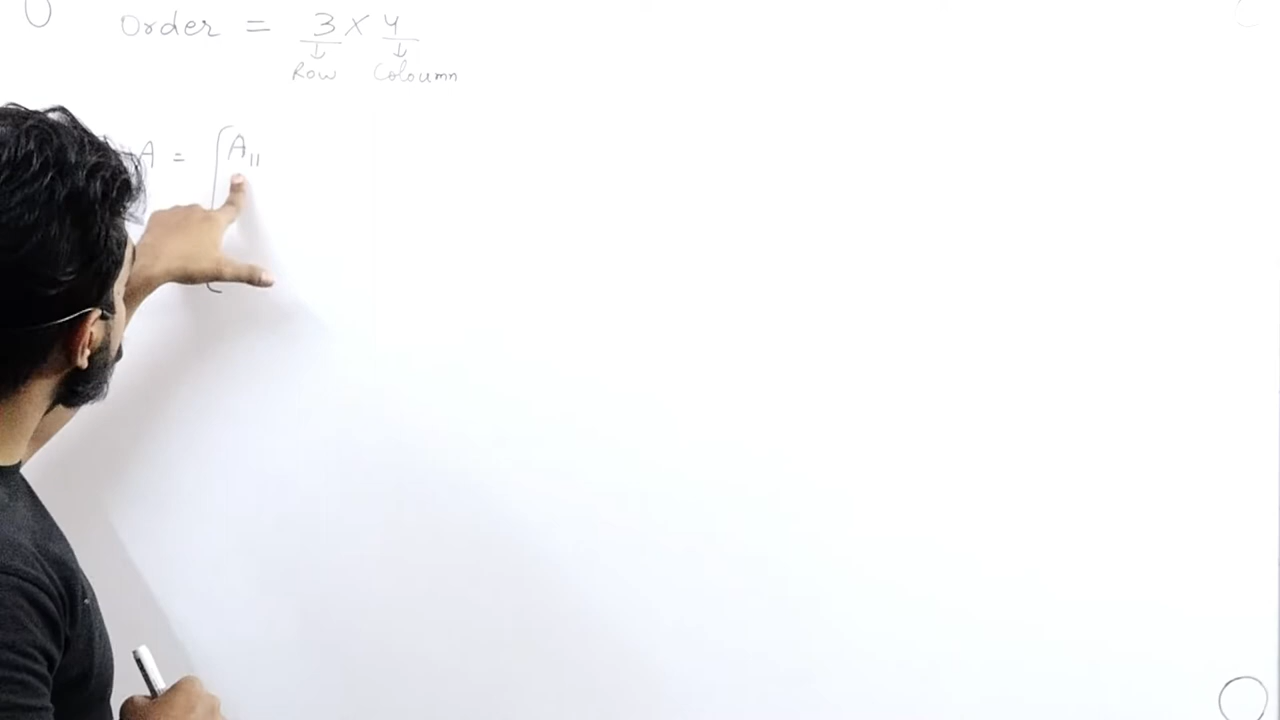 Order = 3 × 4
↓ ↓
Row Coloumn
A = [ A₁₁